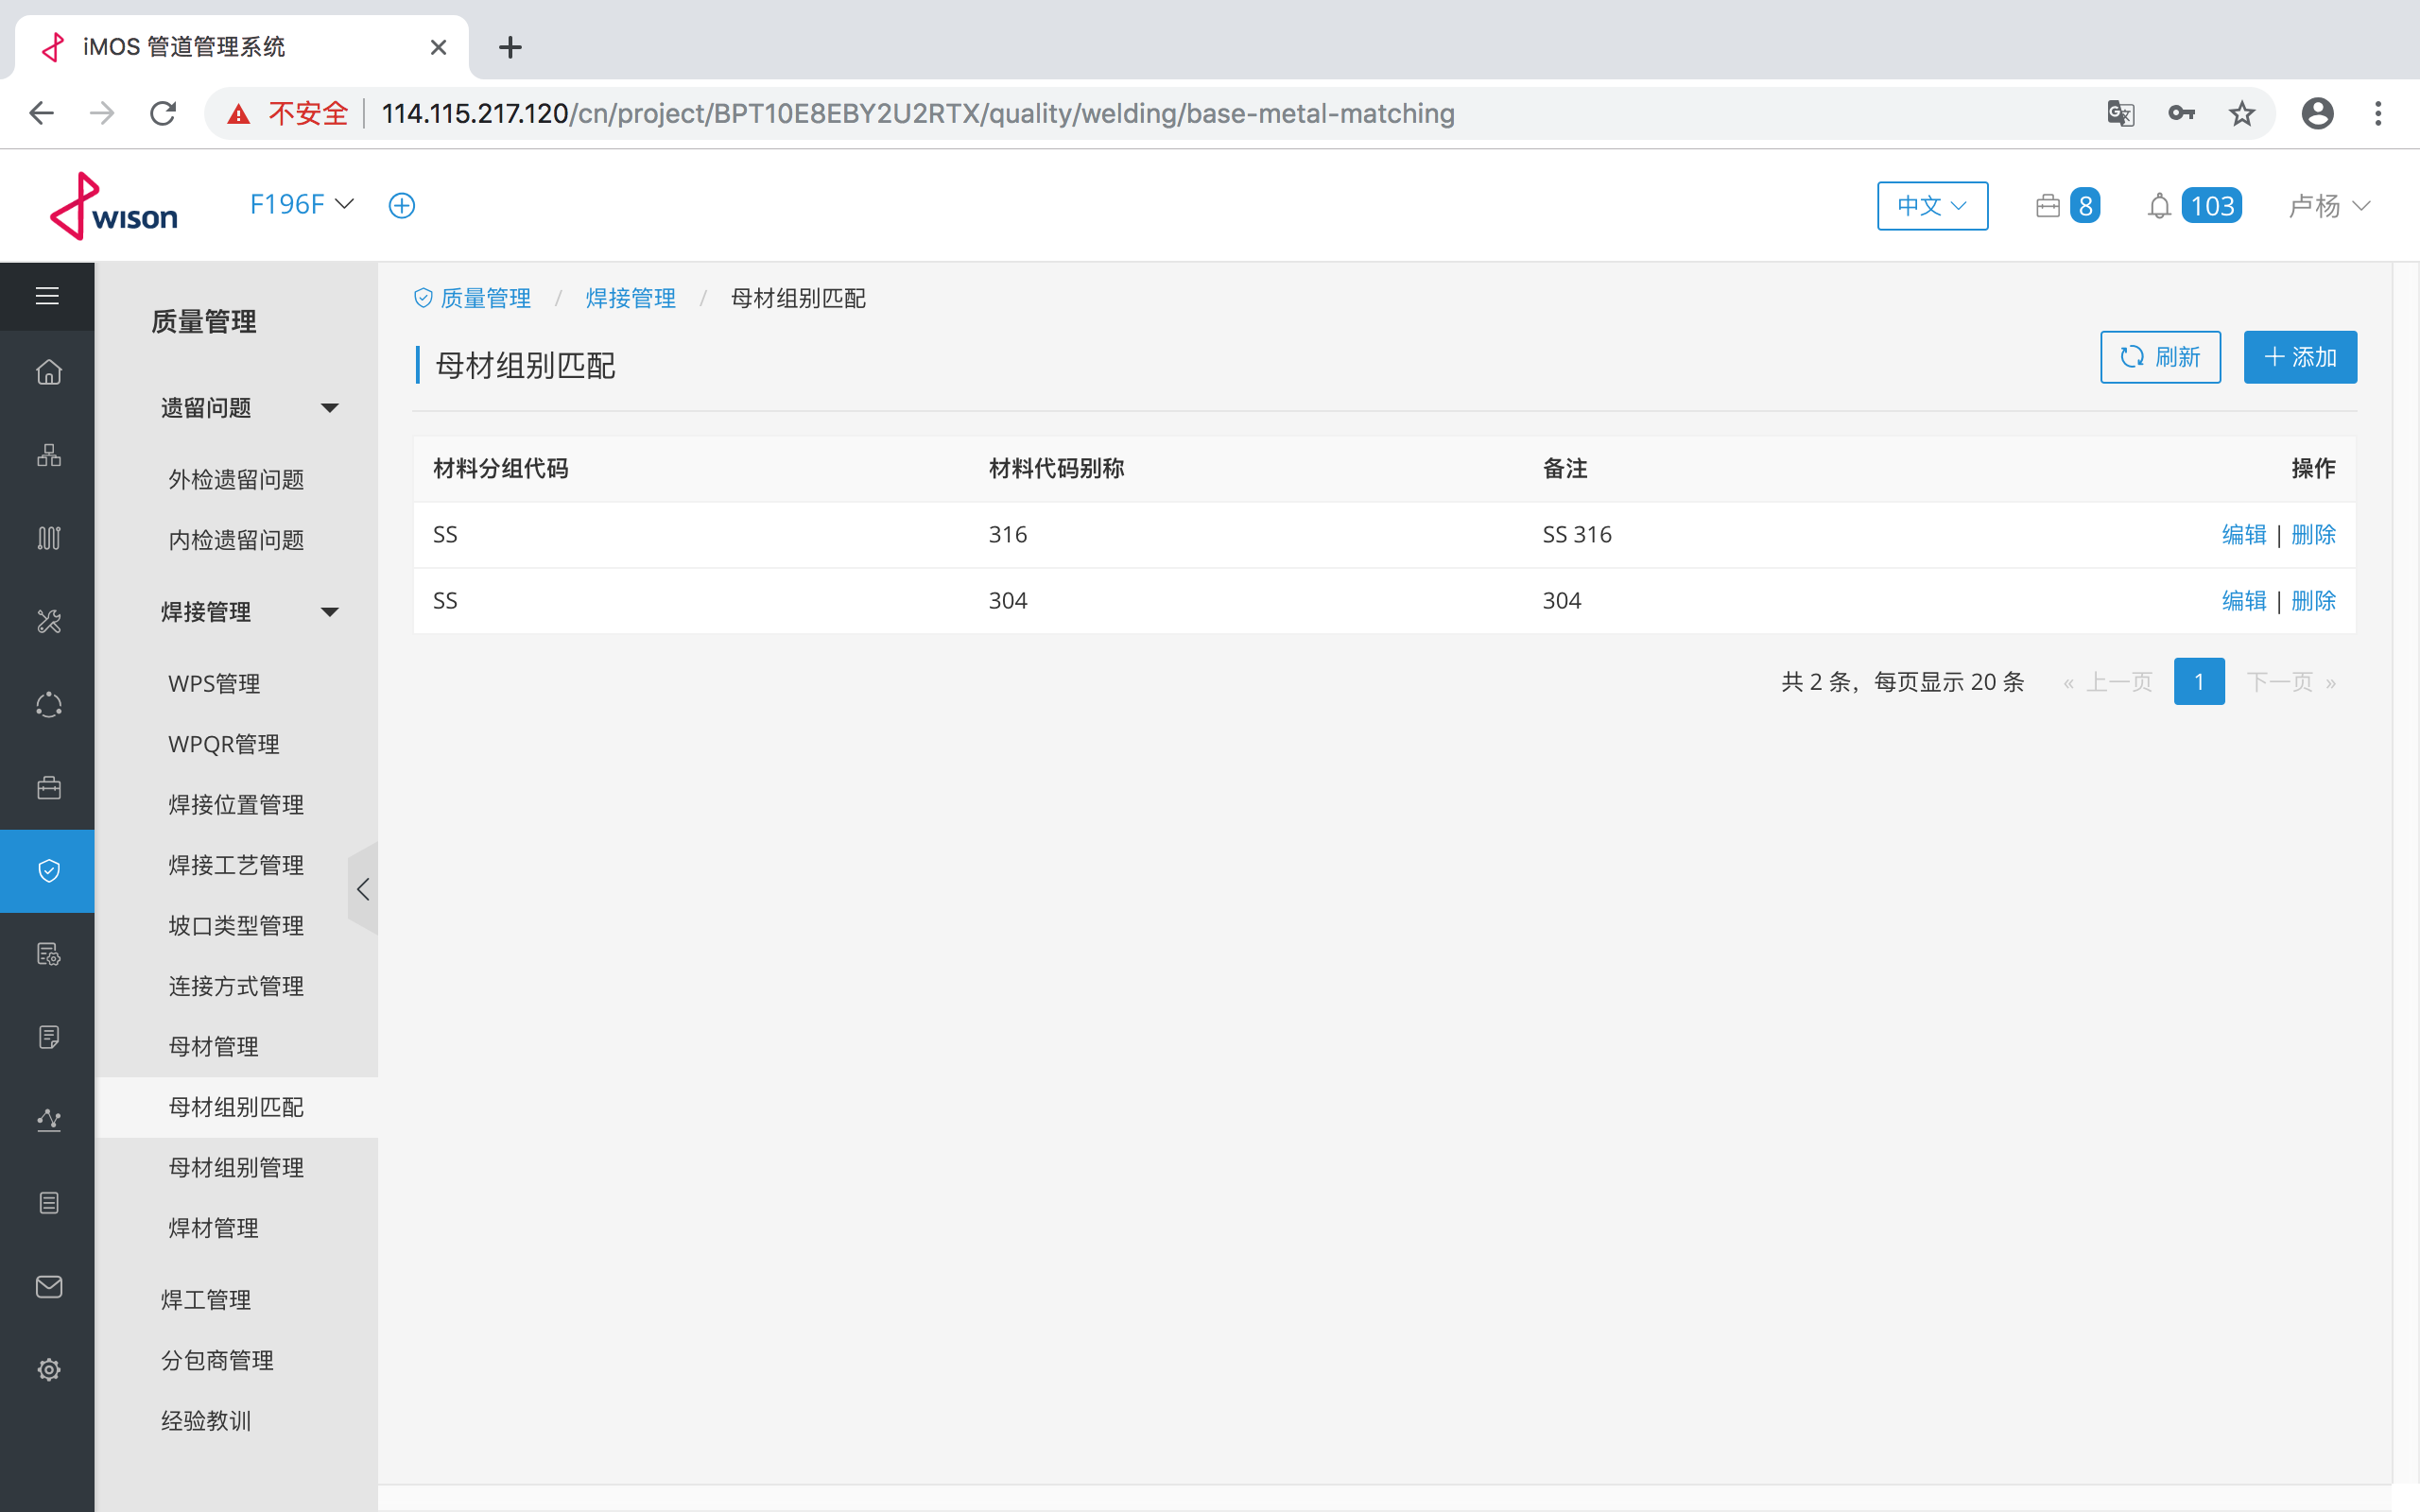 iMOS 管道管理系统
不安全 114.115.217.120/cn/project/BPT10E8EBY2U2RTX/quality/welding/base-metal-matching
wison F196F 中文 8 103 卢杨
质量管理
遗留问题
外检遗留问题
内检遗留问题
焊接管理
WPS管理
WPQR管理
焊接位置管理
焊接工艺管理
坡口类型管理
连接方式管理
母材管理
母材组别匹配
母材组别管理
焊材管理
焊工管理
分包商管理
经验教训
质量管理 / 焊接管理 / 母材组别匹配
母材组别匹配
刷新 添加
材料分组代码 材料代码别称 备注 操作
SS 316 SS 316 编辑 | 删除
SS 304 304 编辑 | 删除
共 2 条，每页显示 20 条 « 上一页 1 下一页 »